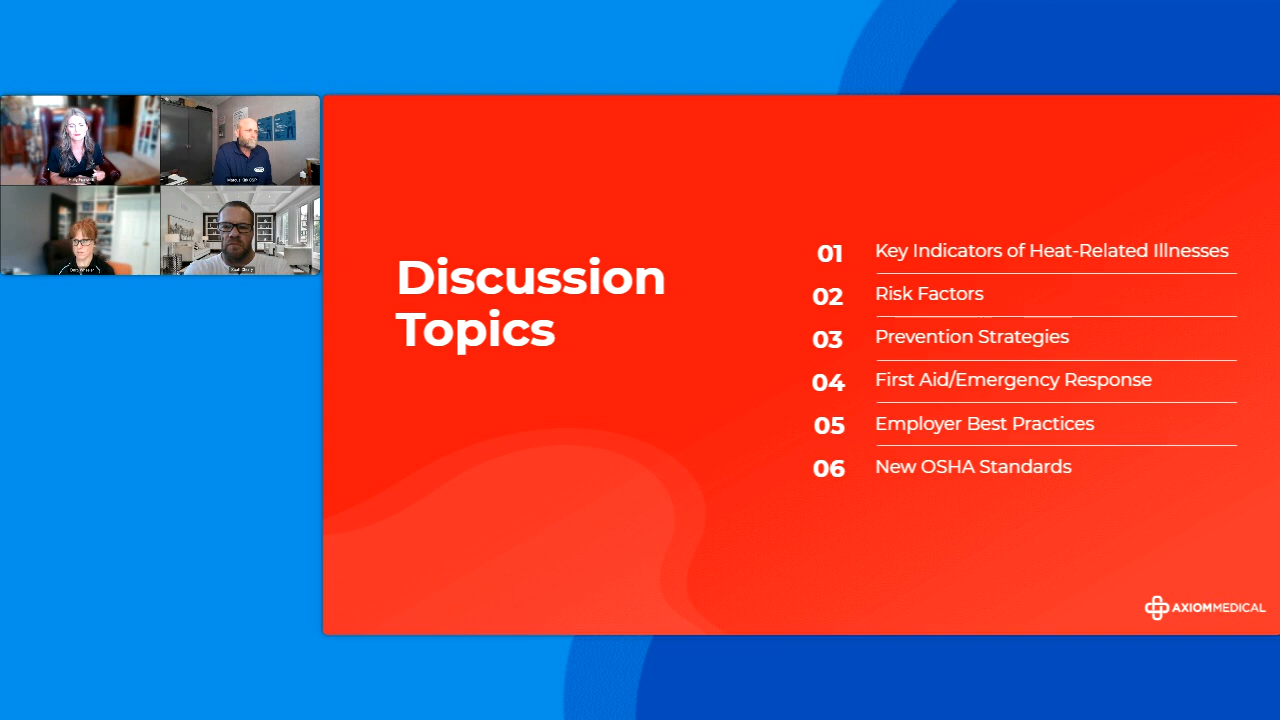 Discussion
Topics
01 Key Indicators of Heat-Related Illnesses
02 Risk Factors
03 Prevention Strategies
04 First Aid/Emergency Response
05 Employer Best Practices
06 New OSHA Standards
AXIOMMEDICAL